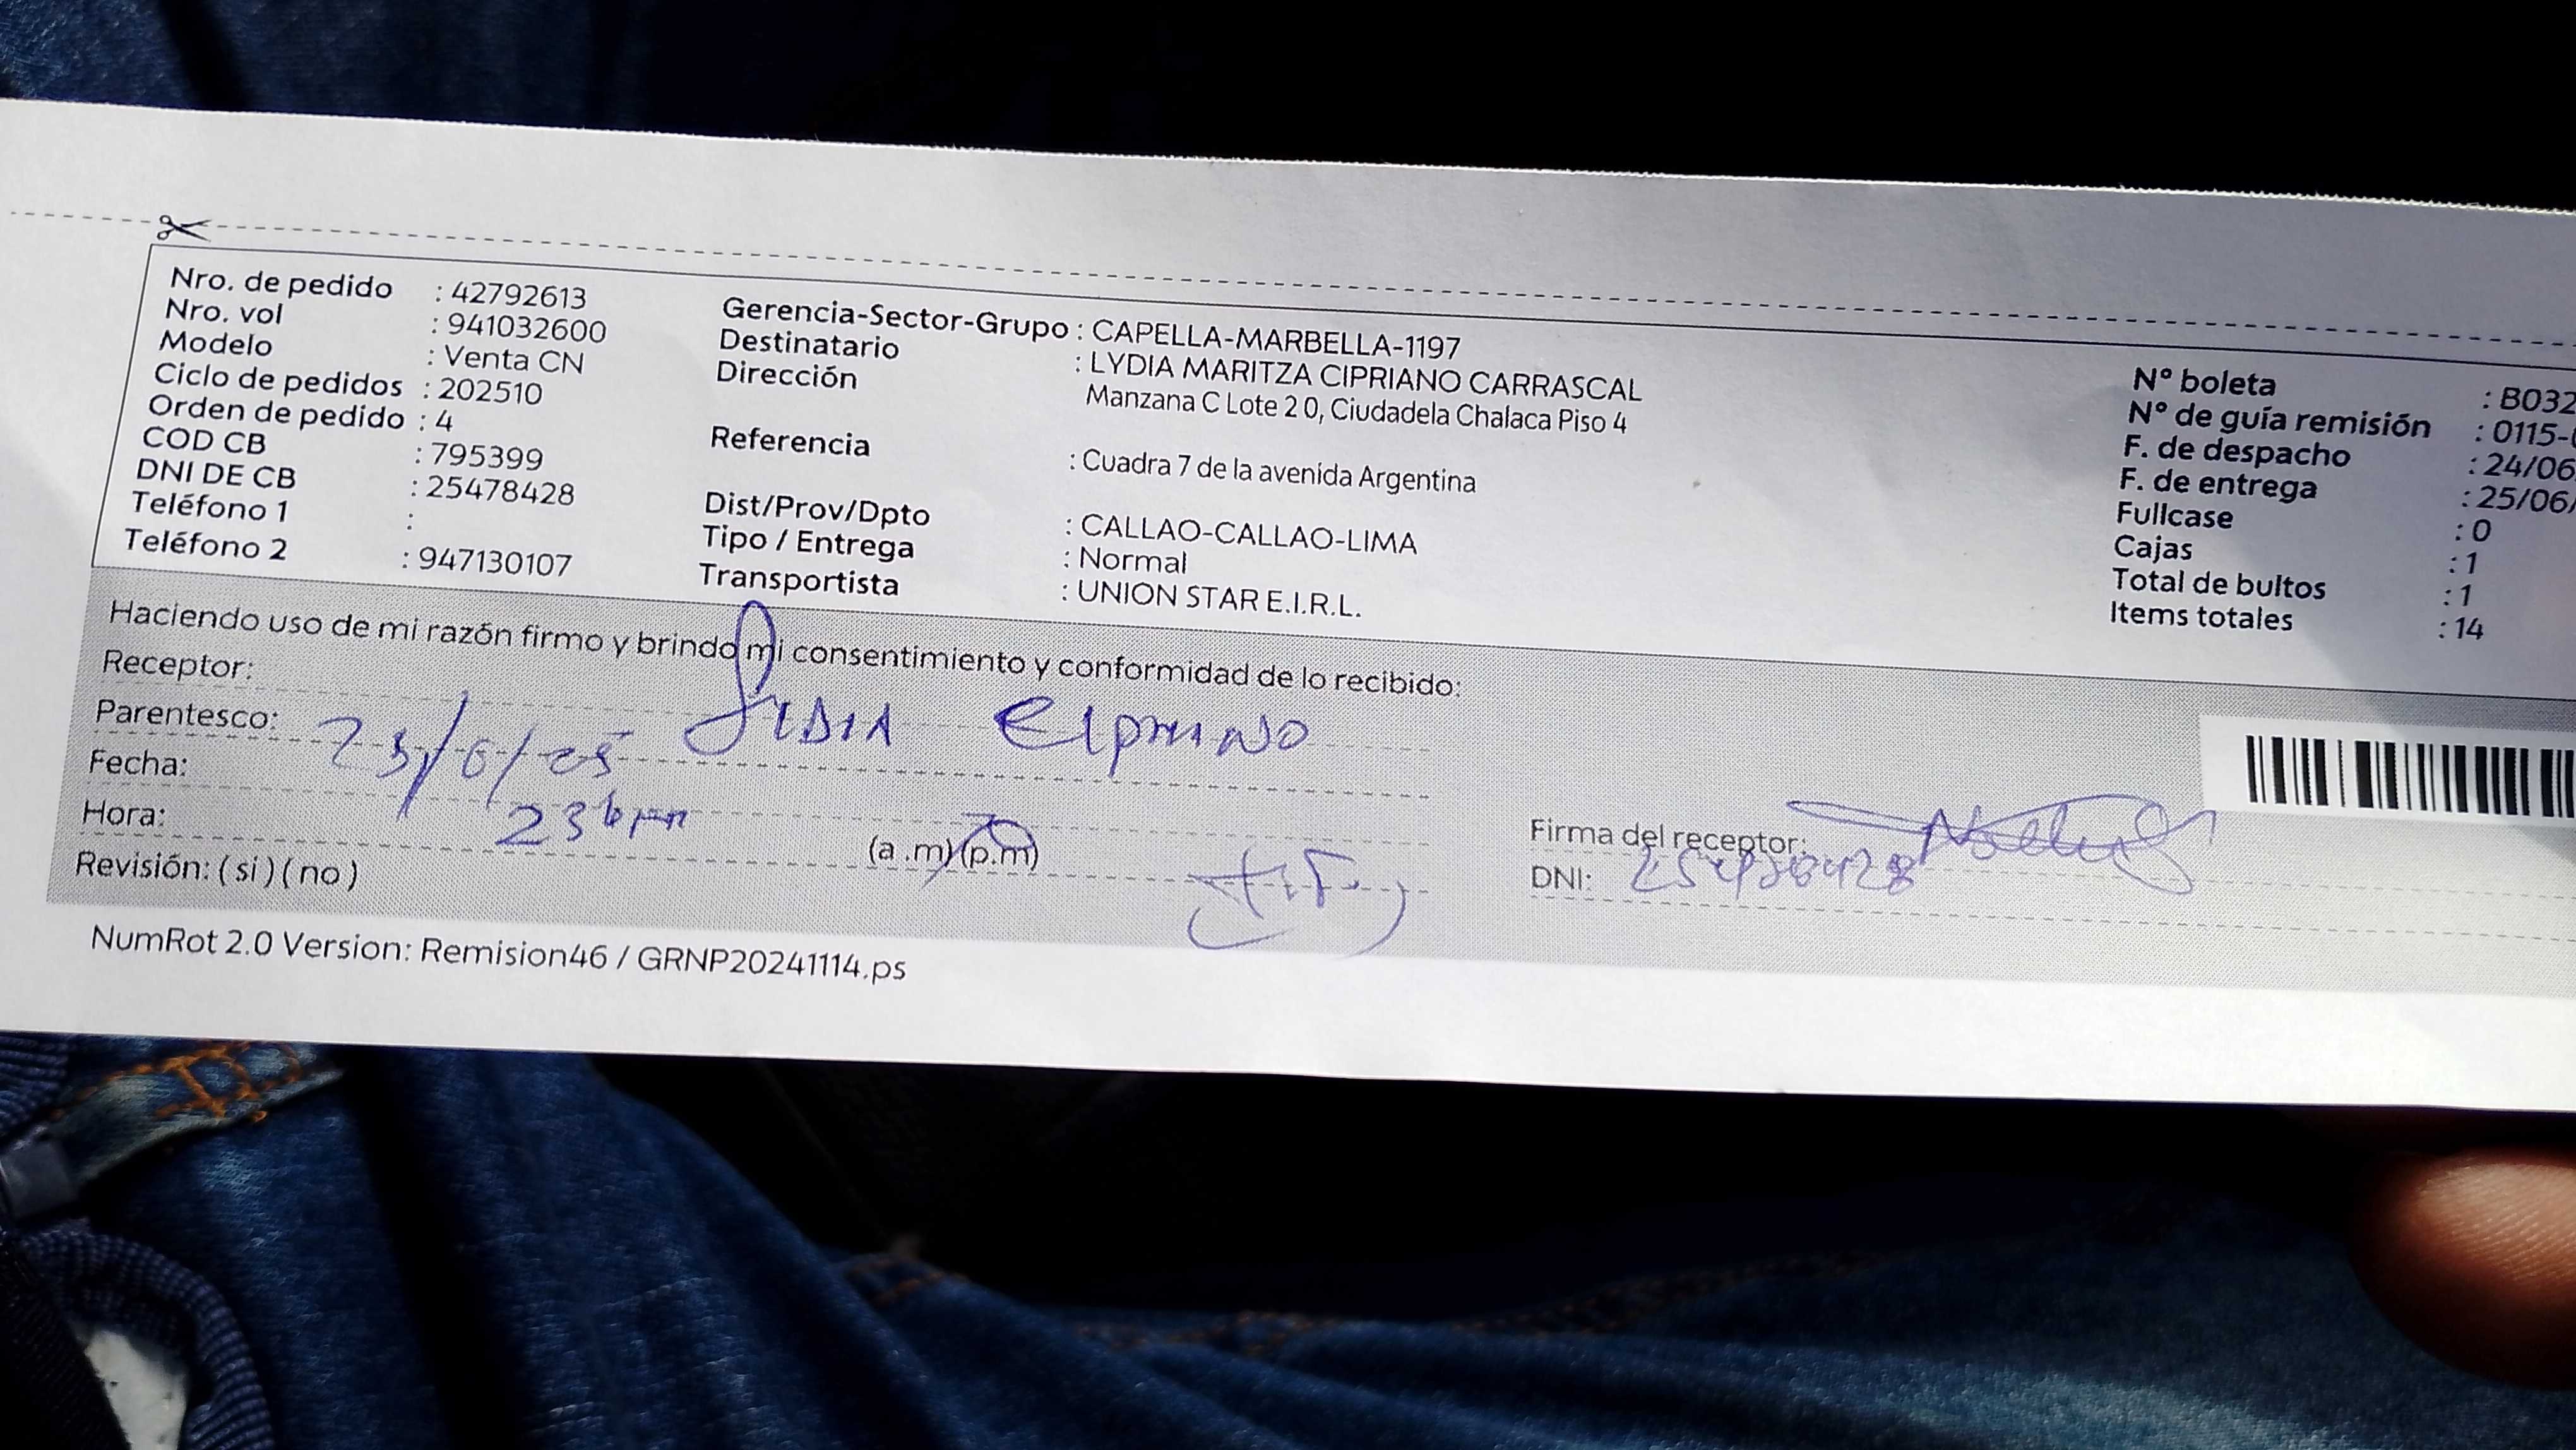 Nro. de pedido : 42792613
Nro. vol : 941032600
Modelo : Venta CN
Ciclo de pedidos : 202510
Orden de pedido : 4
COD CB : 795399
DNI DE CB : 25478428
Teléfono 1 :
Teléfono 2 : 947130107
Gerencia-Sector-Grupo : CAPELLA-MARBELLA-1197
Destinatario : LYDIA MARITZA CIPRIANO CARRASCAL
Dirección Manzana C Lote 2 0, Ciudadela Chalaca Piso 4
Referencia : Cuadra 7 de la avenida Argentina
Dist/Prov/Dpto : CALLAO-CALLAO-LIMA
Tipo / Entrega : Normal
Transportista : UNION STAR E.I.R.L.
N° boleta : B032
N° de guía remisión : 0115-
F. de despacho : 24/06
F. de entrega : 25/06/
Fullcase : 0
Cajas : 1
Total de bultos : 1
Items totales : 14
Haciendo uso de mi razón firmo y brindo mi consentimiento y conformidad de lo recibido:
Receptor:
Parentesco:
Fecha:
Hora: (a .m) (p.m)
Revisión: ( si ) ( no )
Firma del receptor:
DNI:
NumRot 2.0 Version: Remision46 / GRNP20241114.ps